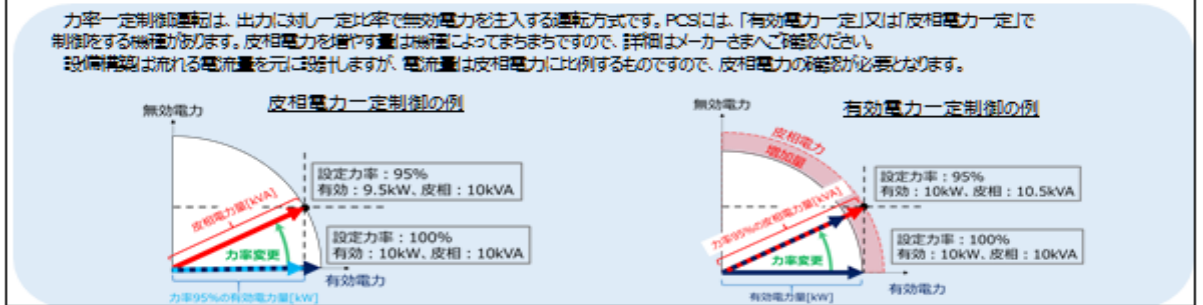 力率一定制御運転は、出力に対し一定比率で無効電力を注入する運転方式です。PCSには、「有効電力一定」又は「皮相電力一定」で
制御をする機種があります。皮相電力を増やす量は機種によってまちまちですので、詳細はメーカーさまへご確認ください。
設備構築は流れる電流量を元に設計しますが、電流量は皮相電力に比例するものですので、皮相電力の確認が必要となります。
皮相電力一定制御の例
無効電力
設定力率：95%
有効：9.5kW、皮相：10kVA
皮相電力量[kVA]
設定力率：100%
有効：10kW、皮相：10kVA
力率変更
有効電力
力率95%の有効電力量[kW]
有効電力一定制御の例
無効電力
皮相電力
増加量
設定力率：95%
有効：10kW、皮相：10.5kVA
力率95%の皮相電力量[kVA]
設定力率：100%
有効：10kW、皮相：10kVA
力率変更
有効電力
有効電力量[kW]